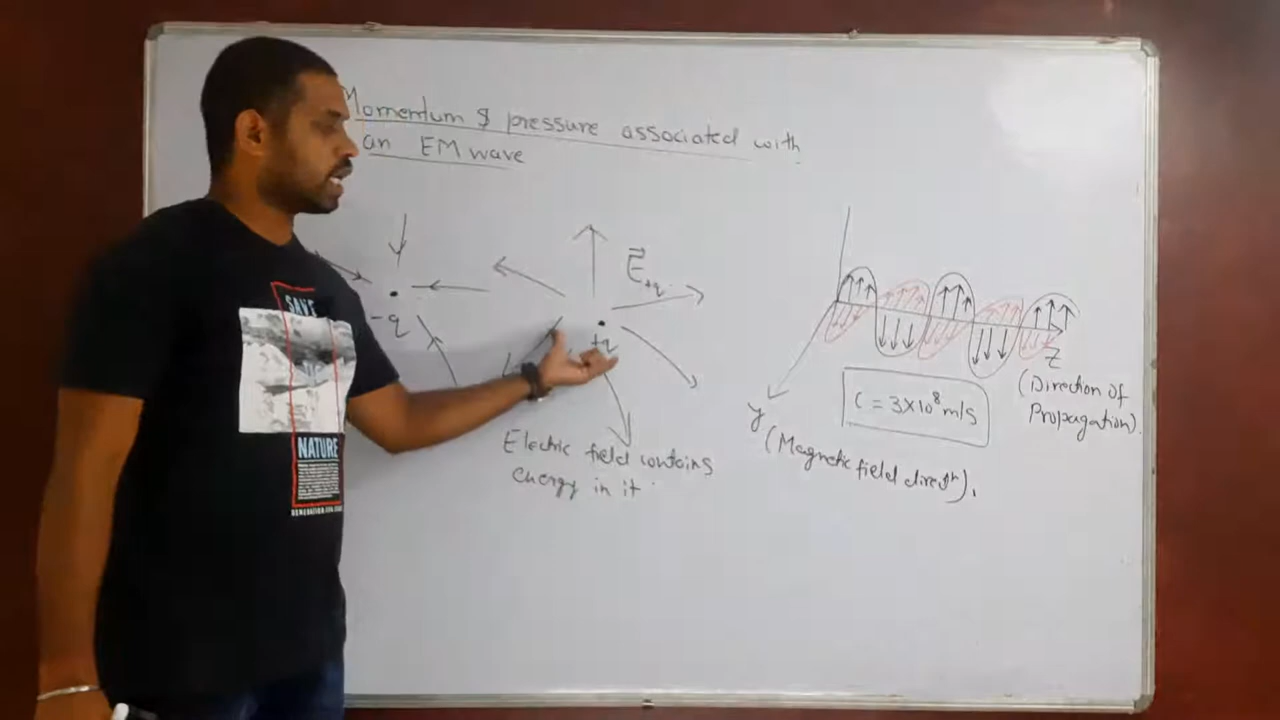 Momentum & pressure associated with
an EM wave
-q
E⃗+q
+q
Electric field contains
energy in it
C = 3×10⁸ m/s
Z
(Direction of
Propagation).
y
(Magnetic field direⁿ).
SAVE
NATURE